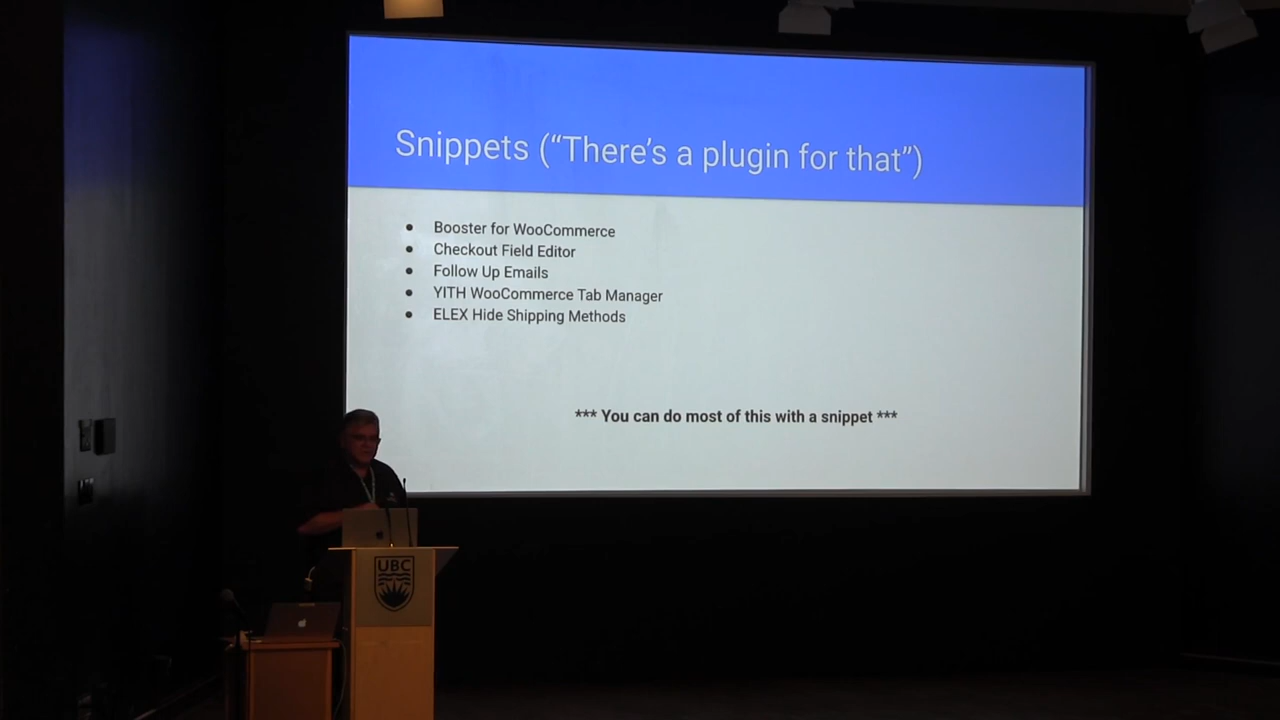 Snippets (“There’s a plugin for that”)
● Booster for WooCommerce
● Checkout Field Editor
● Follow Up Emails
● YITH WooCommerce Tab Manager
● ELEX Hide Shipping Methods
*** You can do most of this with a snippet ***
UBC